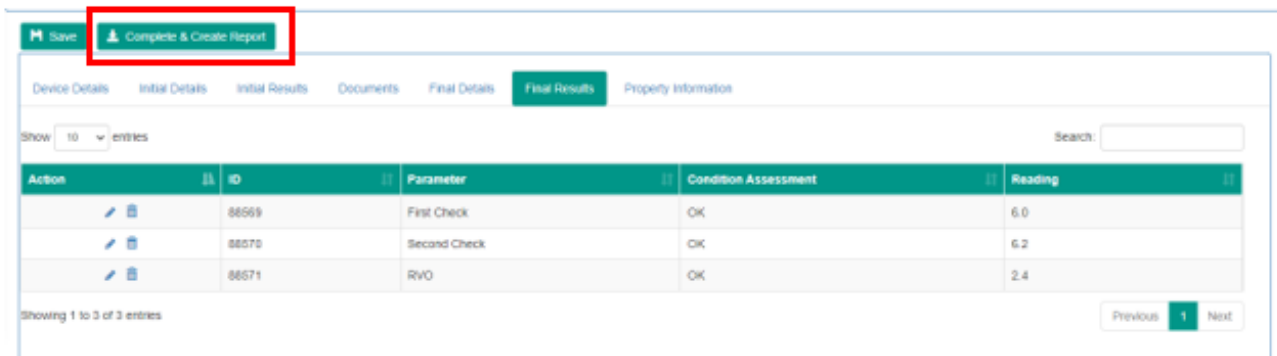 Save Complete & Create Report
Device Details Initial Details Initial Results Documents Final Details Final Results Property Information
Show 10 entries Search:
Action ID Parameter Condition Assessment Reading
88569 First Check OK 6.0
88570 Second Check OK 6.2
88571 RVO OK 2.4
Showing 1 to 3 of 3 entries Previous 1 Next